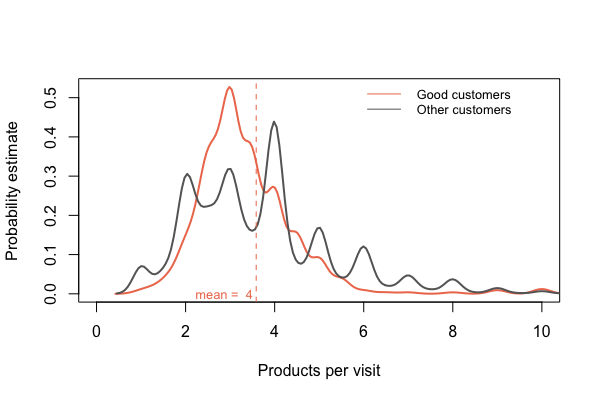 Good customers
Other customers
Probability estimate
0.5
0.4
0.3
0.2
0.1
0.0
mean =  4
0 2 4 6 8 10
Products per visit